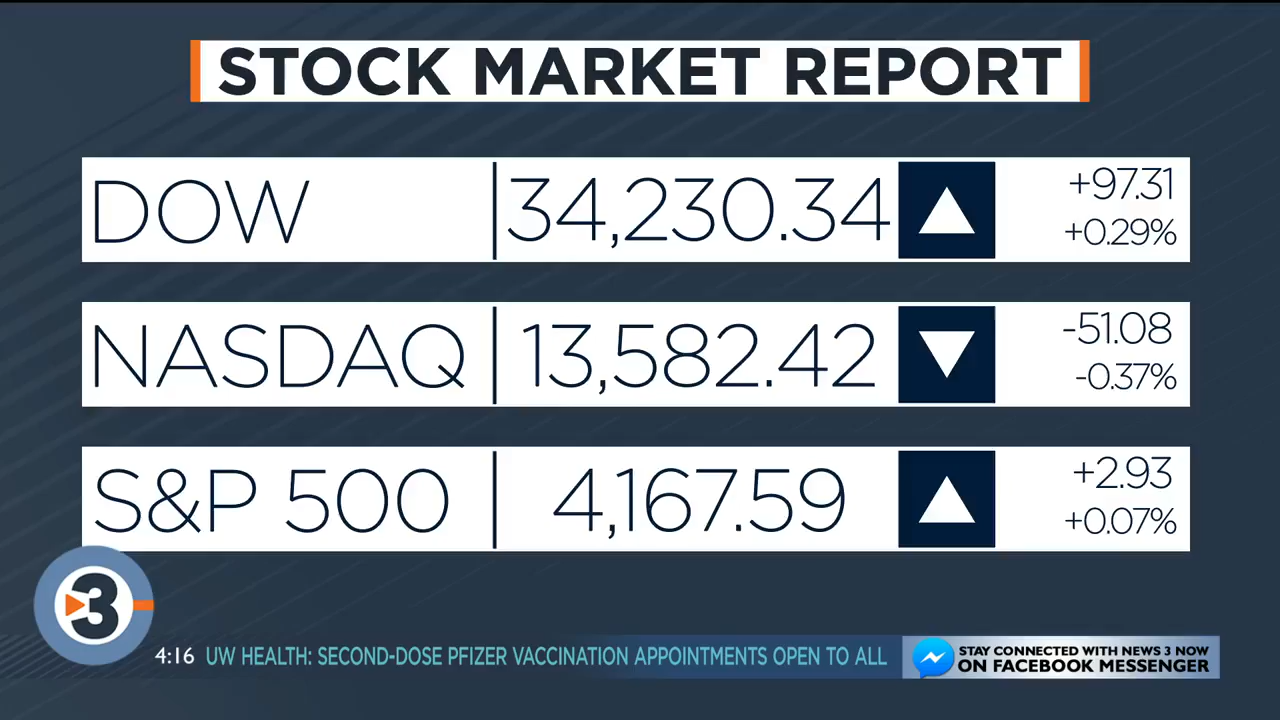 STOCK MARKET REPORT
DOW 34,230.34 +97.31
+0.29%
NASDAQ 13,582.42 -51.08
-0.37%
S&P 500 4,167.59 +2.93
+0.07%
3
4:16 UW HEALTH: SECOND-DOSE PFIZER VACCINATION APPOINTMENTS OPEN TO ALL
STAY CONNECTED WITH NEWS 3 NOW
ON FACEBOOK MESSENGER